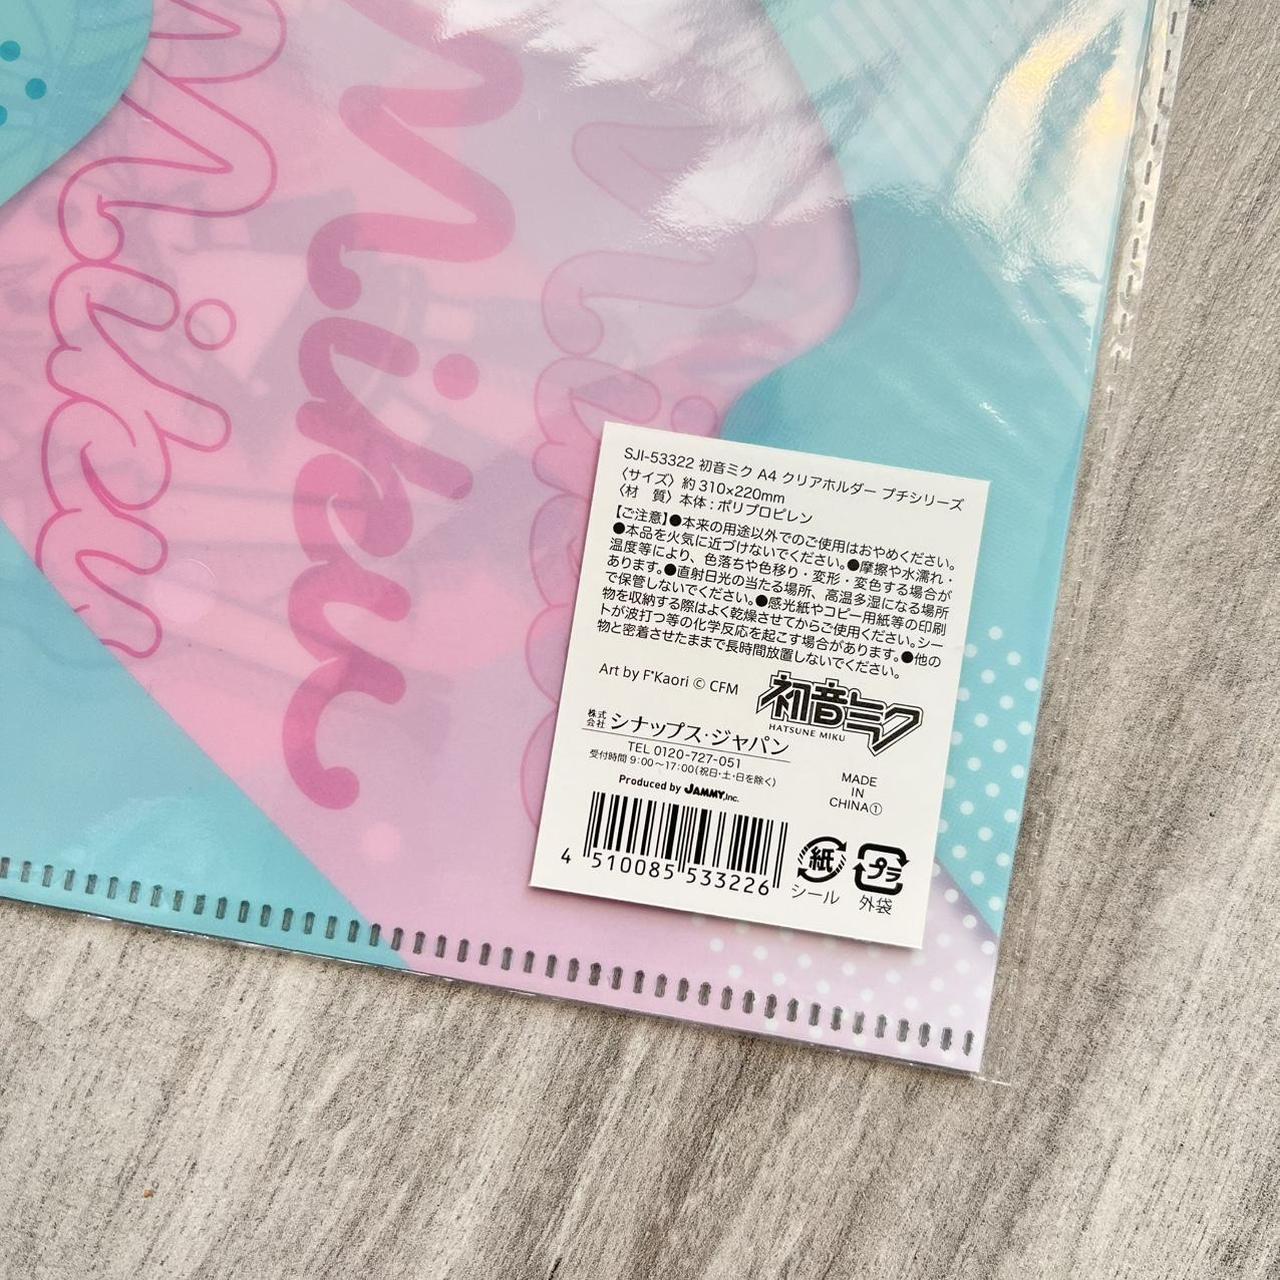 miku
miku
SJI-53322 初音ミク A4 クリアホルダー プチシリーズ
〈サイズ〉約 310×220mm
〈材　質〉本体：ポリプロピレン
【ご注意】●本来の用途以外でのご使用はおやめください。
●本品を火気に近づけないでください。●摩擦や水濡れ・
温度等により、色落ちや色移り・変形・変色する場合が
あります。●直射日光の当たる場所、高温多湿になる場所
で保管しないでください。●感光紙やコピー用紙等の印刷
物を収納する際はよく乾燥させてからご使用ください。シー
トが波打つ等の化学反応を起こす場合があります。●他の
物と密着させたままで長時間放置しないでください。
Art by F*Kaori © CFM
初音ミク
HATSUNE MIKU
株式会社 シナップス・ジャパン
TEL 0120-727-051
受付時間 9:00～17:00(祝日・土・日を除く)
Produced by JAMMY,Inc.
MADE
IN
CHINA①
4 510085 533226
紙
シール
プラ
外袋